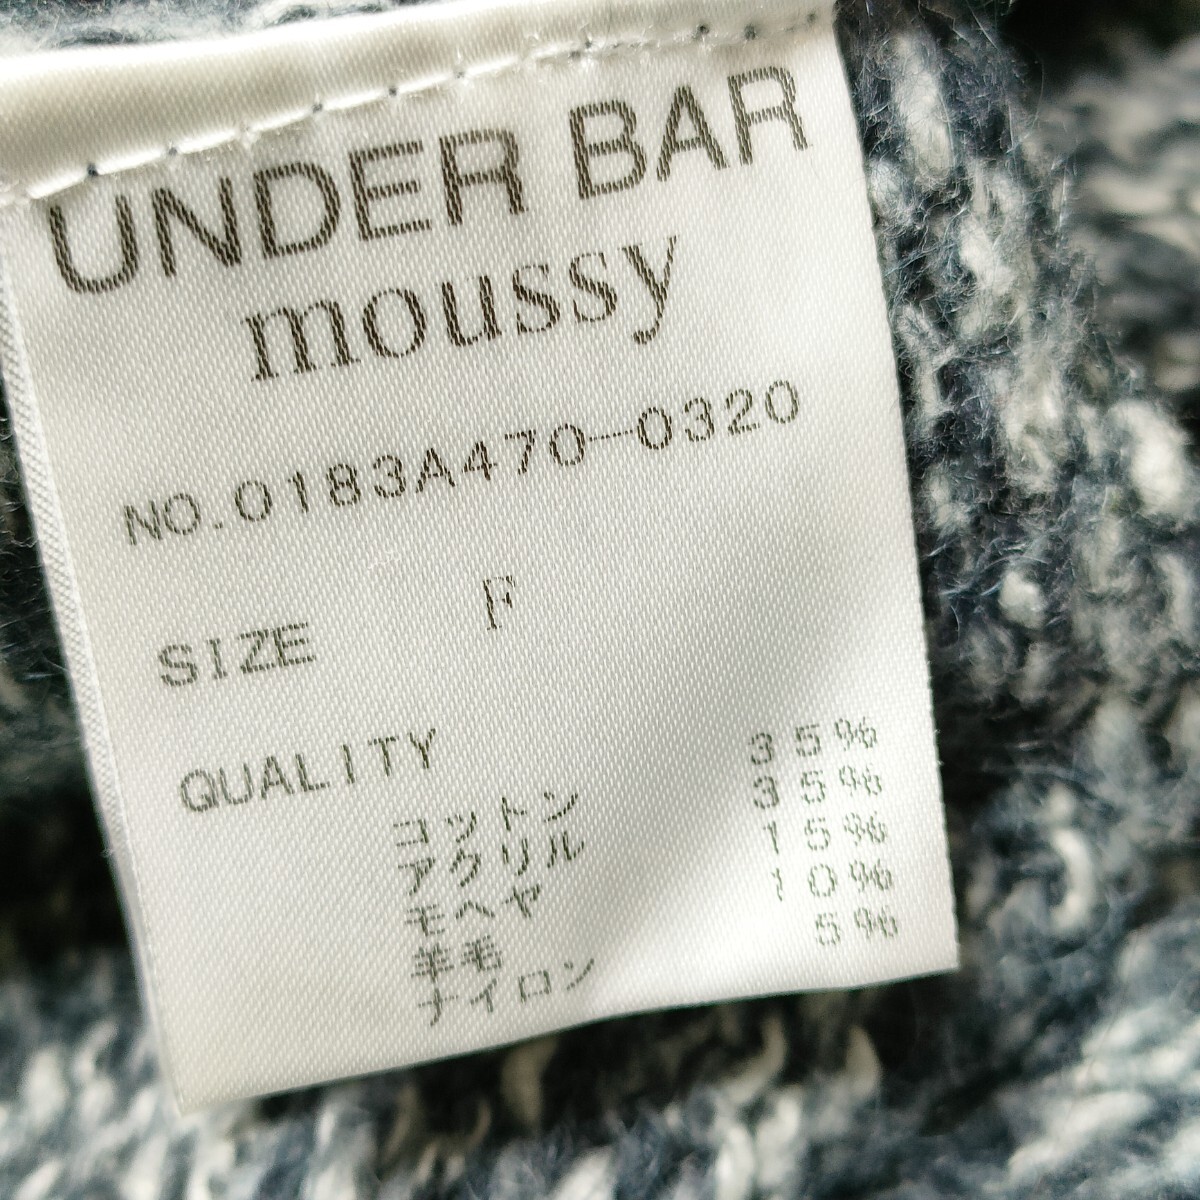 UNDER BAR
moussy
NO.0183A470-0320
SIZE F
QUALITY
コットン 35%
アクリル 35%
モヘヤ 15%
羊毛 10%
ナイロン 5%